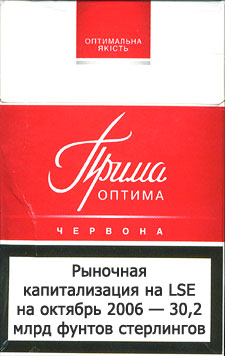 ОПТИМАЛЬНА
ЯКІСТЬ
Прима
ОПТИМА
ЧЕРВОНА
Рыночная
капитализация на LSE
на октябрь 2006 — 30,2
млрд фунтов стерлингов